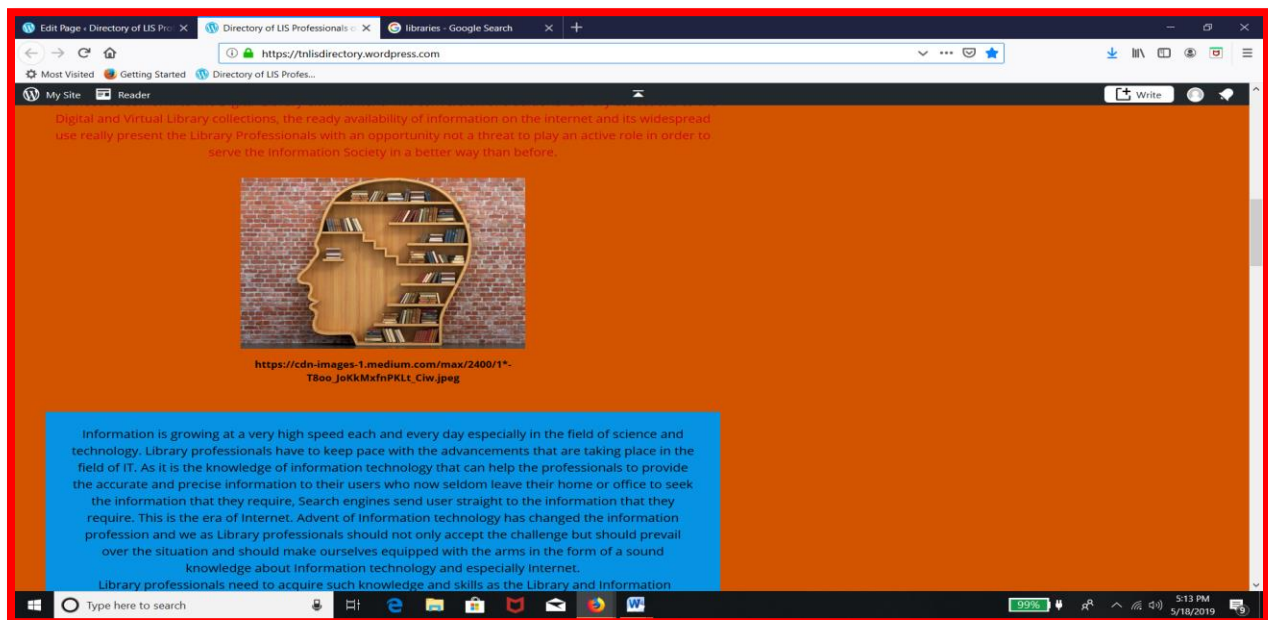 Edit Page ‹ Directory of LIS Pro
Directory of LIS Professionals o
libraries - Google Search
https://tnlisdirectory.wordpress.com
Most Visited
Getting Started
Directory of LIS Profes...
My Site
Reader
Write
Digital and Virtual Library collections, the ready availability of information on the internet and its widespread
use really present the Library Professionals with an opportunity not a threat to play an active role in order to
serve the Information Society in a better way than before.
https://cdn-images-1.medium.com/max/2400/1*-
T8oo_JoKkMxfnPKLt_Ciw.jpeg
Information is growing at a very high speed each and every day especially in the field of science and
technology. Library professionals have to keep pace with the advancements that are taking place in the
field of IT. As it is the knowledge of information technology that can help the professionals to provide
the accurate and precise information to their users who now seldom leave their home or office to seek
the information that they require, Search engines send user straight to the information that they
require. This is the era of Internet. Advent of Information technology has changed the information
profession and we as Library professionals should not only accept the challenge but should prevail
over the situation and should make ourselves equipped with the arms in the form of a sound
knowledge about Information technology and especially Internet.
Library professionals need to acquire such knowledge and skills as the Library and Information
Type here to search
99%
5:13 PM
5/18/2019